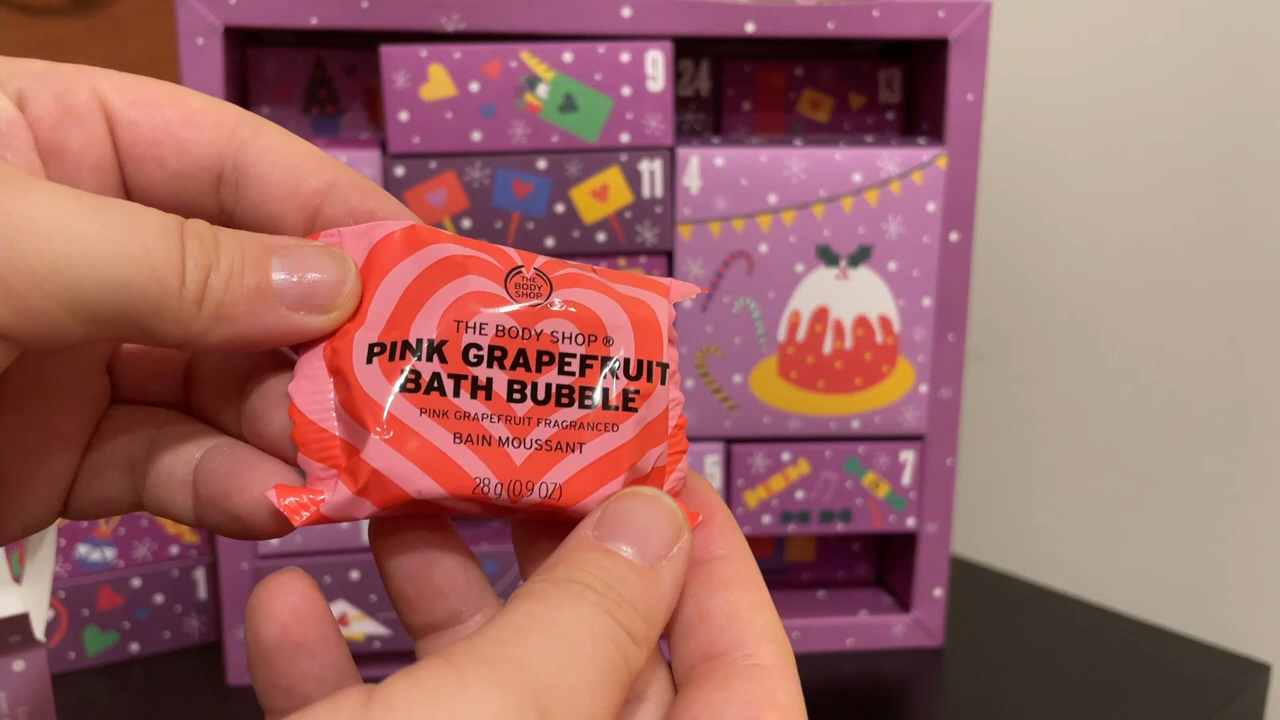 9
24
13
11
4
THE
BODY
SHOP
THE BODY SHOP ®
PINK GRAPEFRUIT
BATH BUBBLE
PINK GRAPEFRUIT FRAGRANCED
BAIN MOUSSANT
28 g (0,9 OZ)
5
7
1